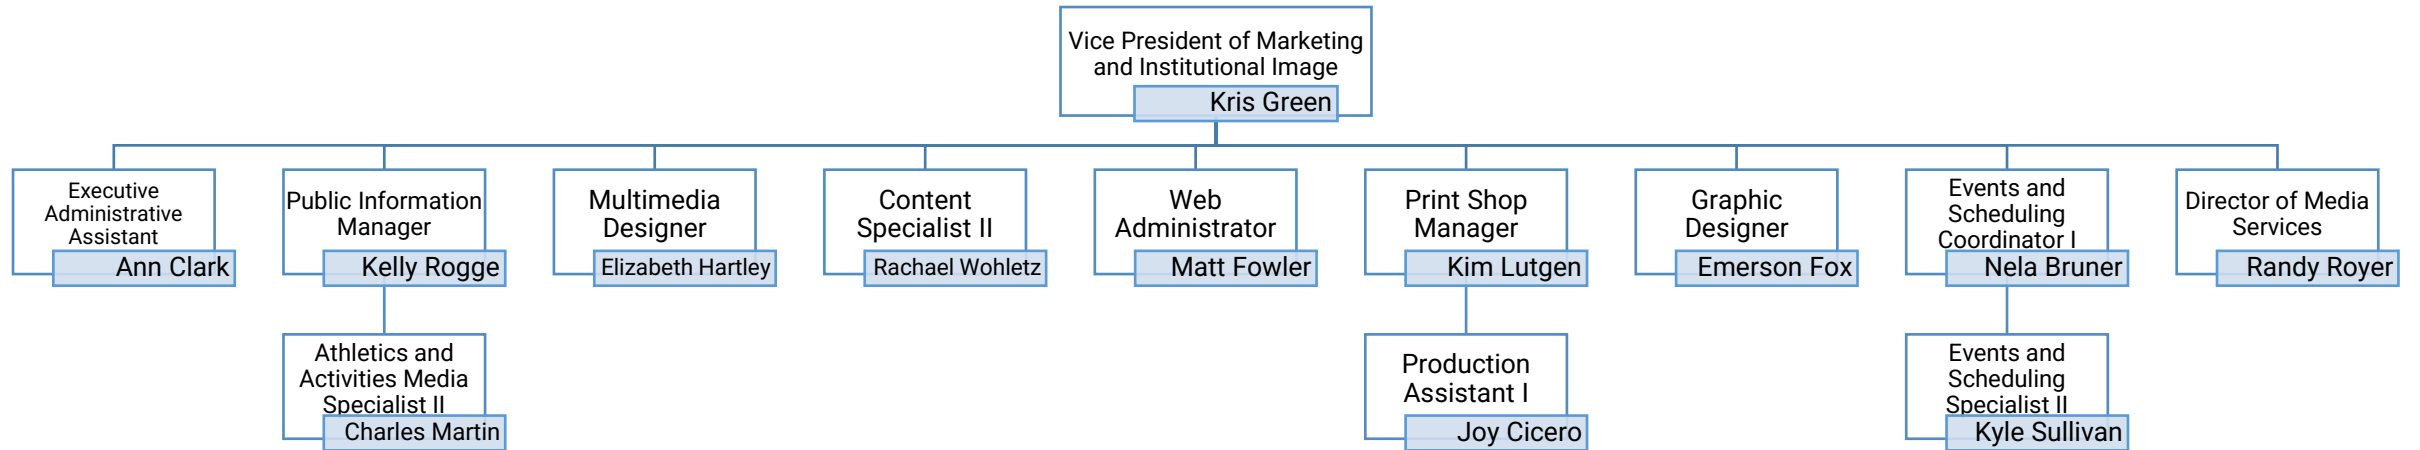 Vice President of Marketing
and Institutional Image
Kris Green
Executive
Administrative
Assistant
Ann Clark
Public Information
Manager
Kelly Rogge
Multimedia
Designer
Elizabeth Hartley
Content
Specialist II
Rachael Wohletz
Web
Administrator
Matt Fowler
Print Shop
Manager
Kim Lutgen
Graphic
Designer
Emerson Fox
Events and
Scheduling
Coordinator I
Nela Bruner
Director of Media
Services
Randy Royer
Athletics and
Activities Media
Specialist II
Charles Martin
Production
Assistant I
Joy Cicero
Events and
Scheduling
Specialist II
Kyle Sullivan